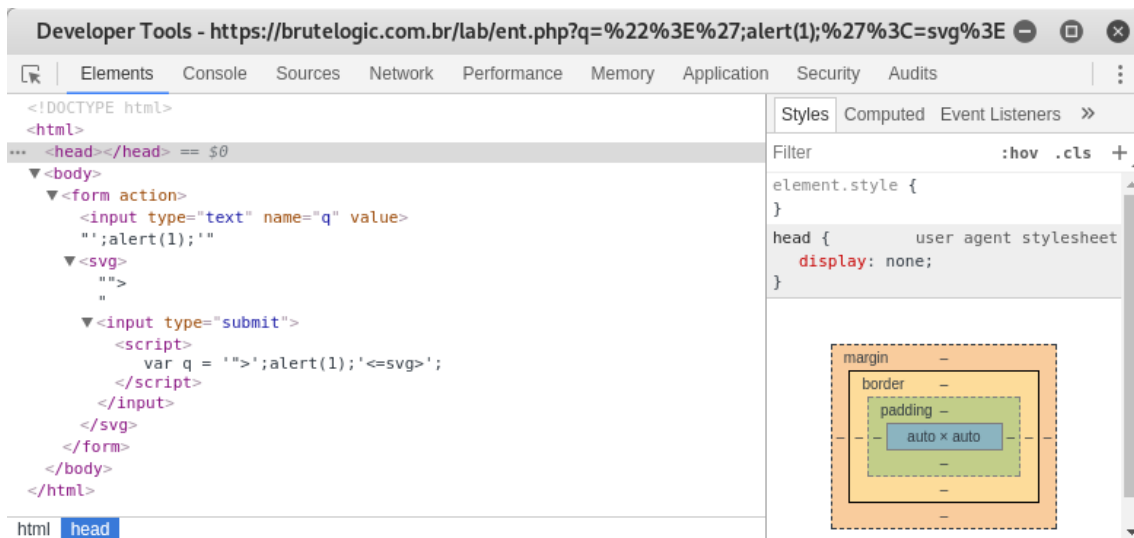 Developer Tools - https://brutelogic.com.br/lab/ent.php?q=%22%3E%27;alert(1);%27%3C=svg%3E
Elements Console Sources Network Performance Memory Application Security Audits
<!DOCTYPE html>
<html>
... <head></head> == $0
▼<body>
▼<form action>
<input type="text" name="q" value>
"';alert(1);'"
▼<svg>
"">
"
▼<input type="submit">
<script>
var q = '">';alert(1);'<=svg>';
</script>
</input>
</svg>
</form>
</body>
</html>
html head
Styles Computed Event Listeners »
Filter :hov .cls +
element.style {
}
head { user agent stylesheet
display: none;
}
margin –
border –
padding –
– – – auto × auto – – –
–
–
–